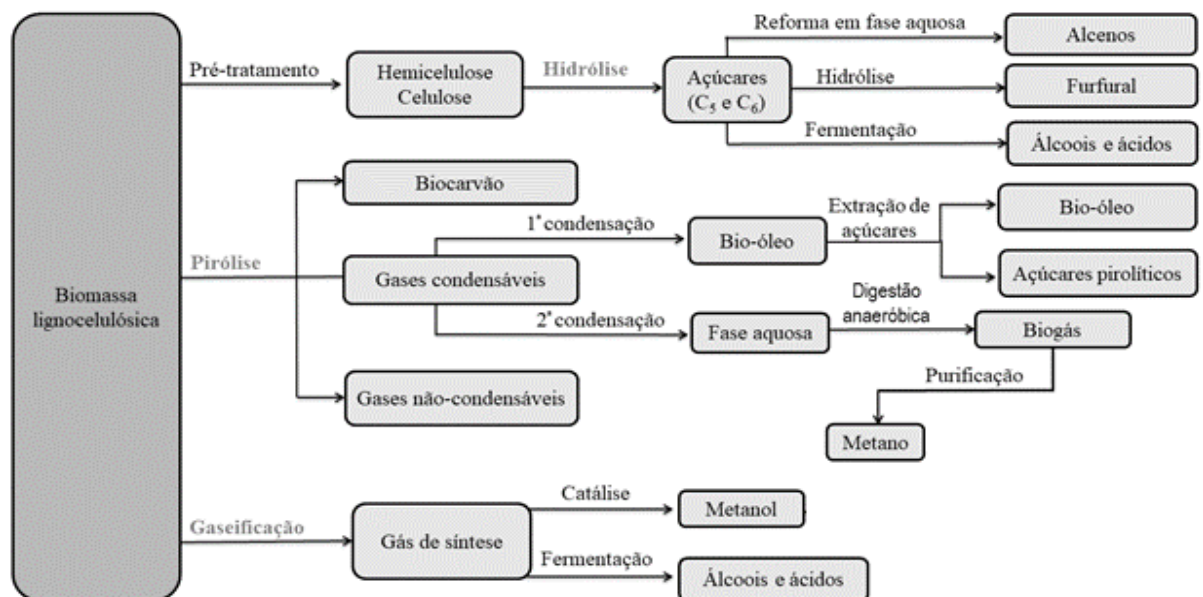 Reforma em fase aquosa
Alcenos
Pré-tratamento
Hemicelulose
Celulose
Hidrólise
Açúcares
(C5 e C6)
Hidrólise
Furfural
Fermentação
Álcoois e ácidos
Biocarvão
1ª condensação
Bio-óleo
Extração de
açúcares
Bio-óleo
Pirólise
Gases condensáveis
Açúcares pirolíticos
Biomassa
lignocelulósica
2ª condensação
Fase aquosa
Digestão
anaeróbica
Biogás
Gases não-condensáveis
Purificação
Metano
Gaseificação
Gás de síntese
Catálise
Metanol
Fermentação
Álcoois e ácidos